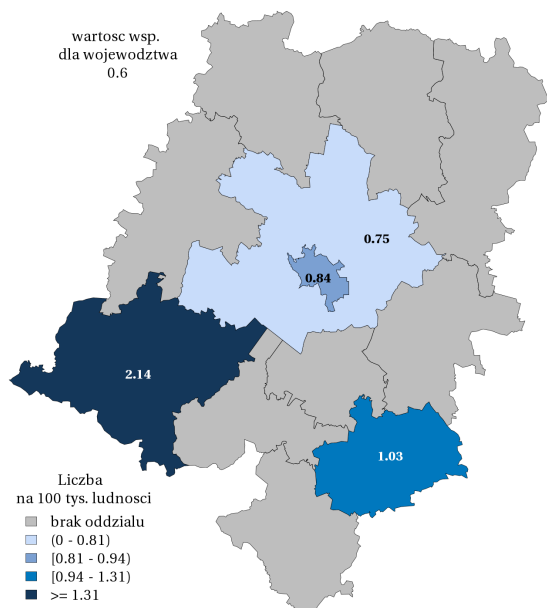 wartosc wsp.
dla wojewodztwa
0.6
0.75
0.84
2.14
1.03
Liczba
na 100 tys. ludnosci
brak oddzialu
(0 - 0.81)
[0.81 - 0.94)
[0.94 - 1.31)
>= 1.31